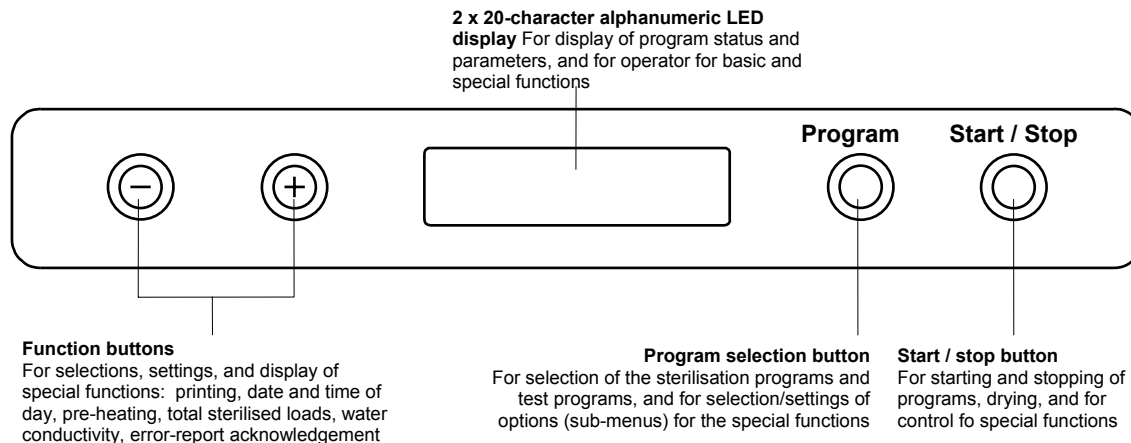 2 x 20-character alphanumeric LED
display For display of program status and
parameters, and for operator for basic and
special functions
Program
Start / Stop
−
+
Function buttons
For selections, settings, and display of
special functions: printing, date and time of
day, pre-heating, total sterilised loads, water
conductivity, error-report acknowledgement
Program selection button
For selection of the sterilisation programs and
test programs, and for selection/settings of
options (sub-menus) for the special functions
Start / stop button
For starting and stopping of
programs, drying, and for
control fo special functions